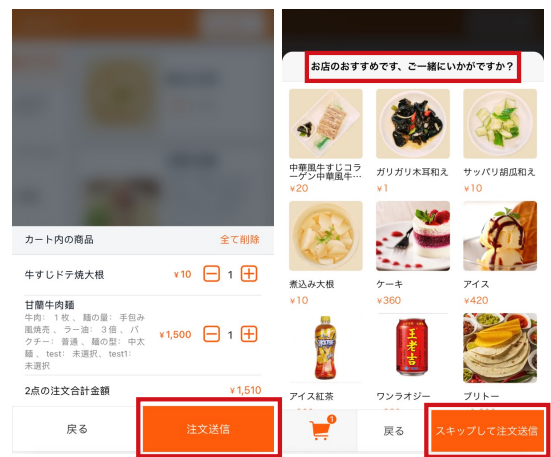 カート内の商品 全て削除
牛すじドテ焼大根 ¥10 1
甘蘭牛肉麺
牛肉： 1枚 、 麺の量： 手包み
風焼売 、 ラー油： 3倍 、 パ
クチー： 普通 、 麺の型： 中太
麺 、 test： 未選択、 test1：
未選択
¥1,500 1
2点の注文合計金額 ¥1,510
戻る 注文送信
お店のおすすめです、ご一緒にいかがですか？
中華風牛すじコラ
ーゲン中華風牛…
¥20
ガリガリ木耳和え
¥1
サッパリ胡瓜和え
¥10
煮込み大根
¥10
ケーキ
¥360
アイス
¥420
王老吉
アイス紅茶 ワンラオジー ブリトー
1 戻る スキップして注文送信